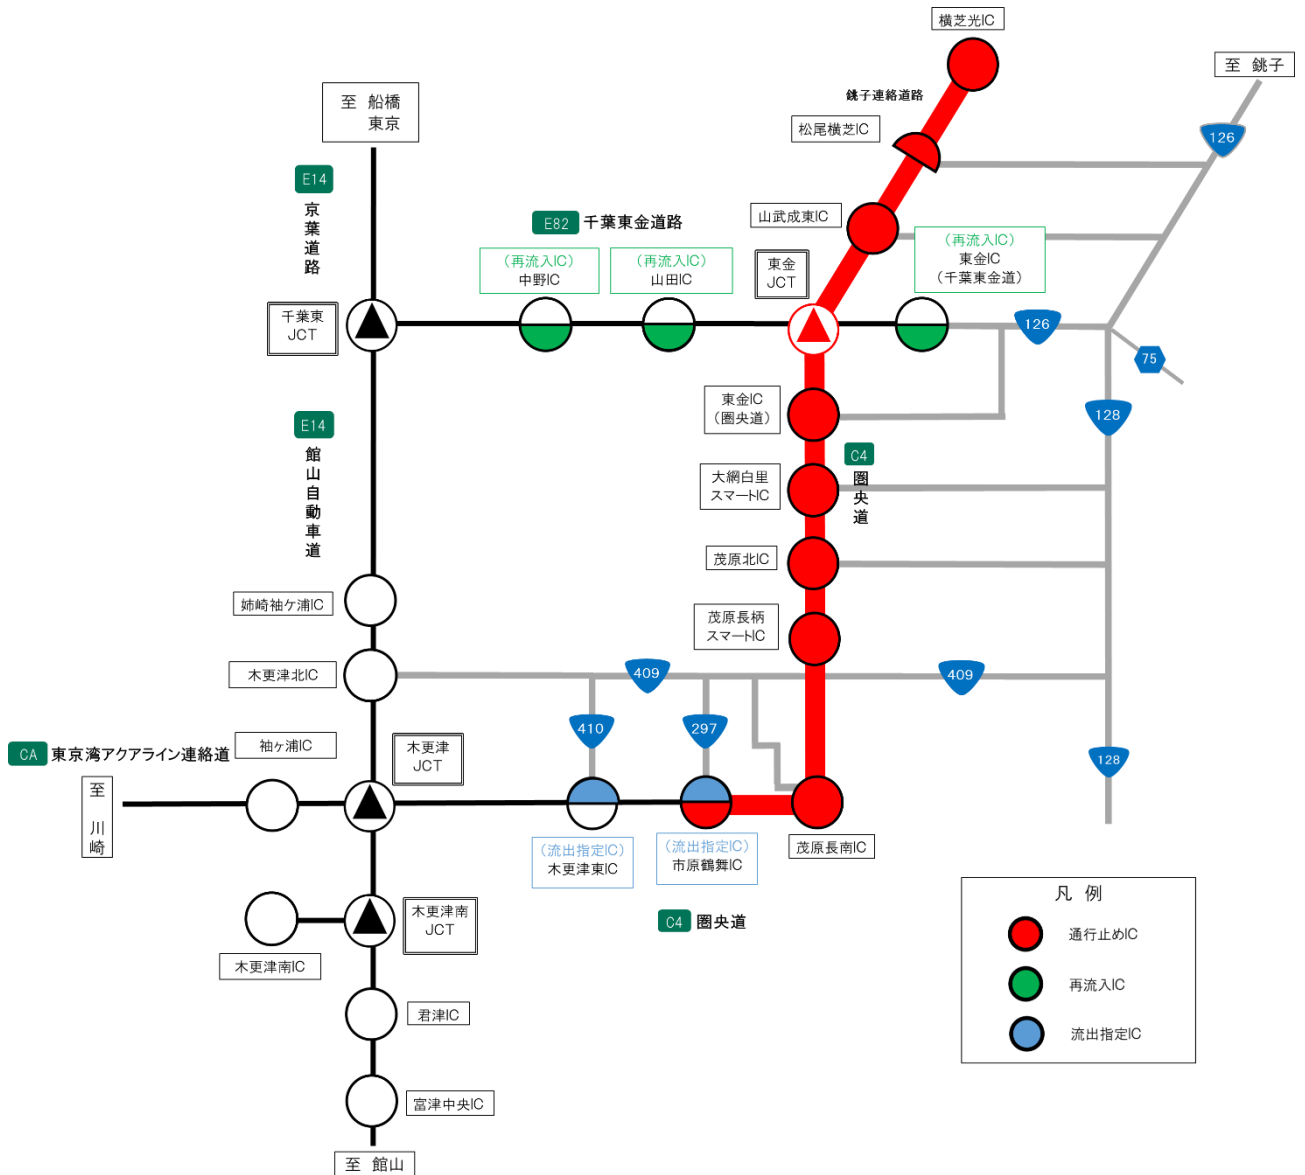 横芝光IC
至 銚子
至 船橋
東京
銚子連絡道路
松尾横芝IC
126
E14
京葉道路
E82 千葉東金道路
山武成東IC
(再流入IC)
中野IC
(再流入IC)
山田IC
東金
JCT
(再流入IC)
東金IC
(千葉東金道)
千葉東
JCT
126
75
東金IC
(圏央道)
128
E14
館山自動車道
C4
圏央道
大網白里
スマートIC
茂原北IC
姉崎袖ケ浦IC
茂原長柄
スマートIC
木更津北IC
409
409
410
297
袖ヶ浦IC
木更津
JCT
CA 東京湾アクアライン連絡道
128
至 川崎
(流出指定IC)
木更津東IC
(流出指定IC)
市原鶴舞IC
茂原長南IC
C4 圏央道
木更津南
JCT
木更津南IC
君津IC
富津中央IC
至 館山
凡 例
通行止めIC
再流入IC
流出指定IC